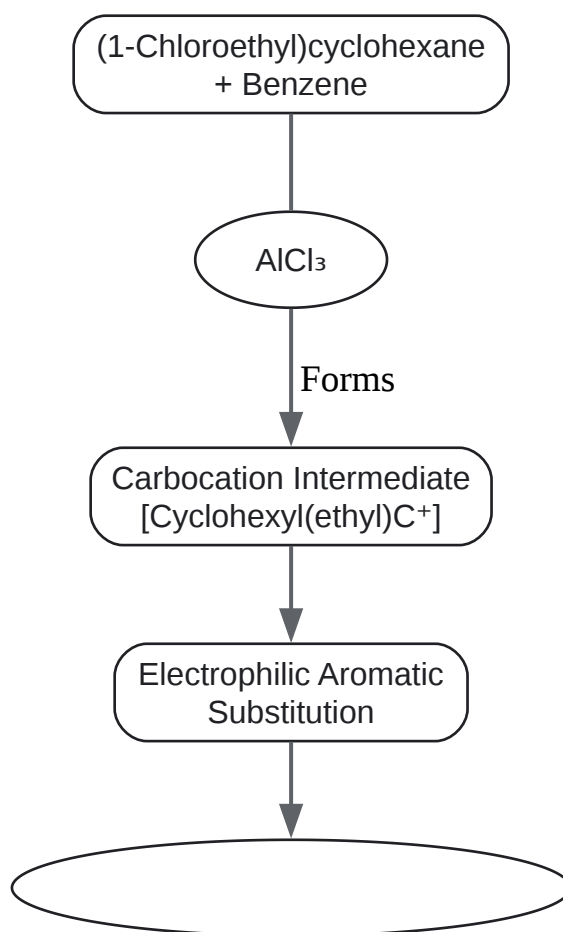 (1-Chloroethyl)cyclohexane
+ Benzene
AlCl₃
Forms
Carbocation Intermediate
[Cyclohexyl(ethyl)C⁺]
Electrophilic Aromatic
Substitution